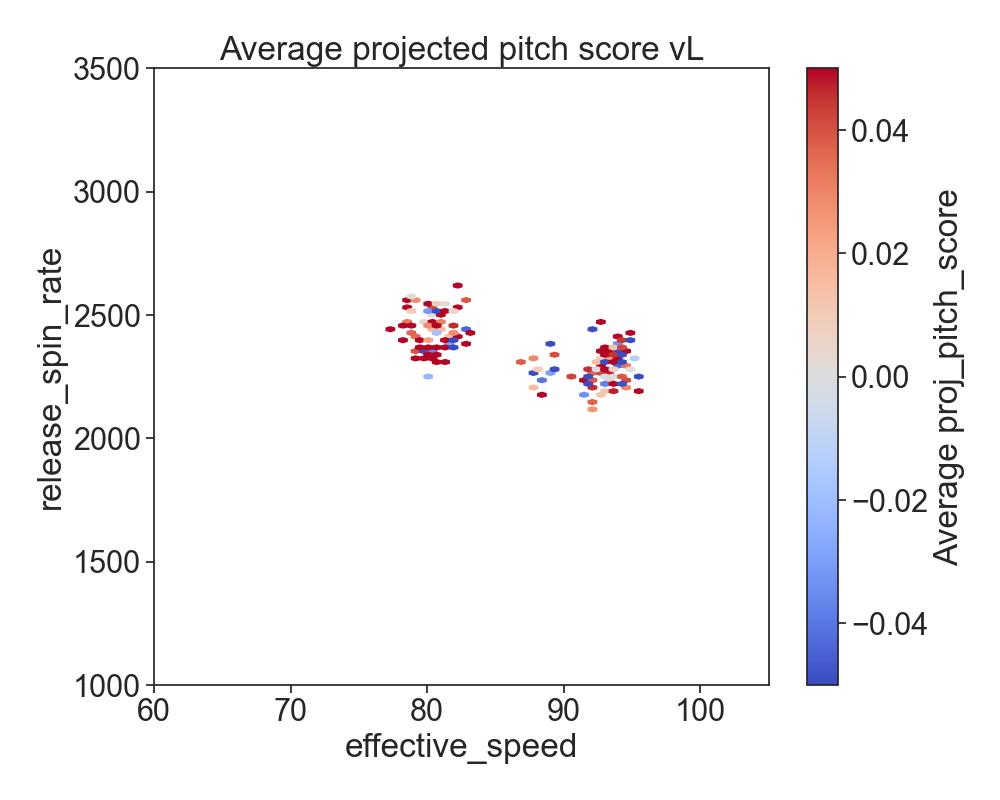 Average projected pitch score vL
3500
3000
2500
2000
1500
1000
release_spin_rate
60 70 80 90 100
effective_speed
0.04
0.02
0.00
−0.02
−0.04
Average proj_pitch_score